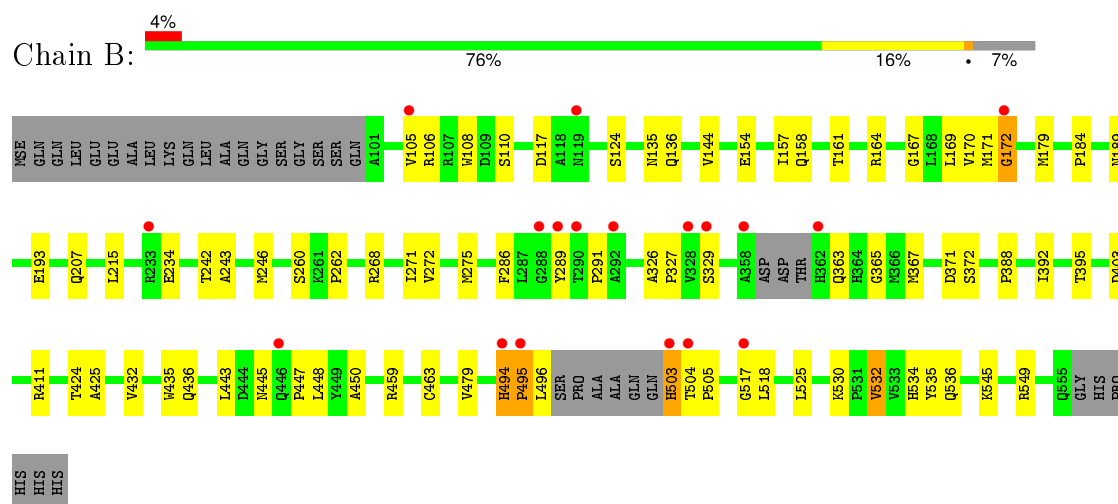 4%
Chain B:
76% 16% • 7%
MSE GLN GLN LEU GLU GLU ALA LEU LYS GLN LEU ALA GLN GLY SER GLY SER SER GLN A101 V105 R106 R107 W108 D109 S110 D117 A118 N119 S124 N135 Q136 V144 E154 I157 Q158 T161 R164 G167 L168 L169 V170 M171 G172 M179 P184 N189
E193 Q207 L215 R233 E234 T242 A243 M246 S260 K261 P262 R268 I271 V272 M275 F286 L287 G288 Y289 T290 P291 A292 A326 P327 V328 S329 A358 ASP ASP THR H362 Q363 H364 G365 M366 M367 D371 S372 P388 I392 T395
R411 T424 A425 V432 W435 Q436 L443 D444 N445 Q446 P447 L448 Y449 A450 R459 C463 V479 H494 P495 L496 SER PRO ALA ALA GLN GLN H503 T504 P505 G517 L518 L525 K530 P531 V532 V533 H534 Y535 Q536 K545 R549 Q555 GLY HIS PRO
HIS HIS HIS